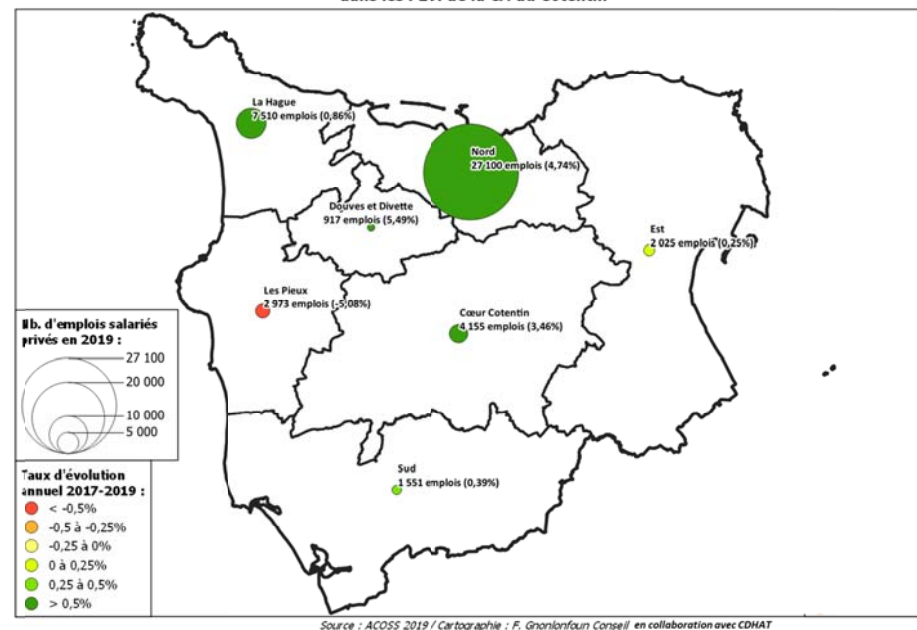 La Hague
7 510 emplois (0,86%)
Nord
27 100 emplois (4,74%)
Douves et Divette
917 emplois (5,49%)
Est
2 025 emplois (0,25%)
Les Pieux
2 973 emplois (-5,08%)
Cœur Cotentin
4 155 emplois (3,46%)
Sud
1 551 emplois (0,39%)
Nb. d'emplois salariés
privés en 2019 :
27 100
20 000
10 000
5 000
Taux d'évolution
annuel 2017-2019 :
< -0,5%
-0,5 à -0,25%
-0,25 à 0%
0 à 0,25%
0,25 à 0,5%
> 0,5%
Source : ACOSS 2019 / Cartographie : F. Gnonlonfoun Conseil en collaboration avec CDHAT